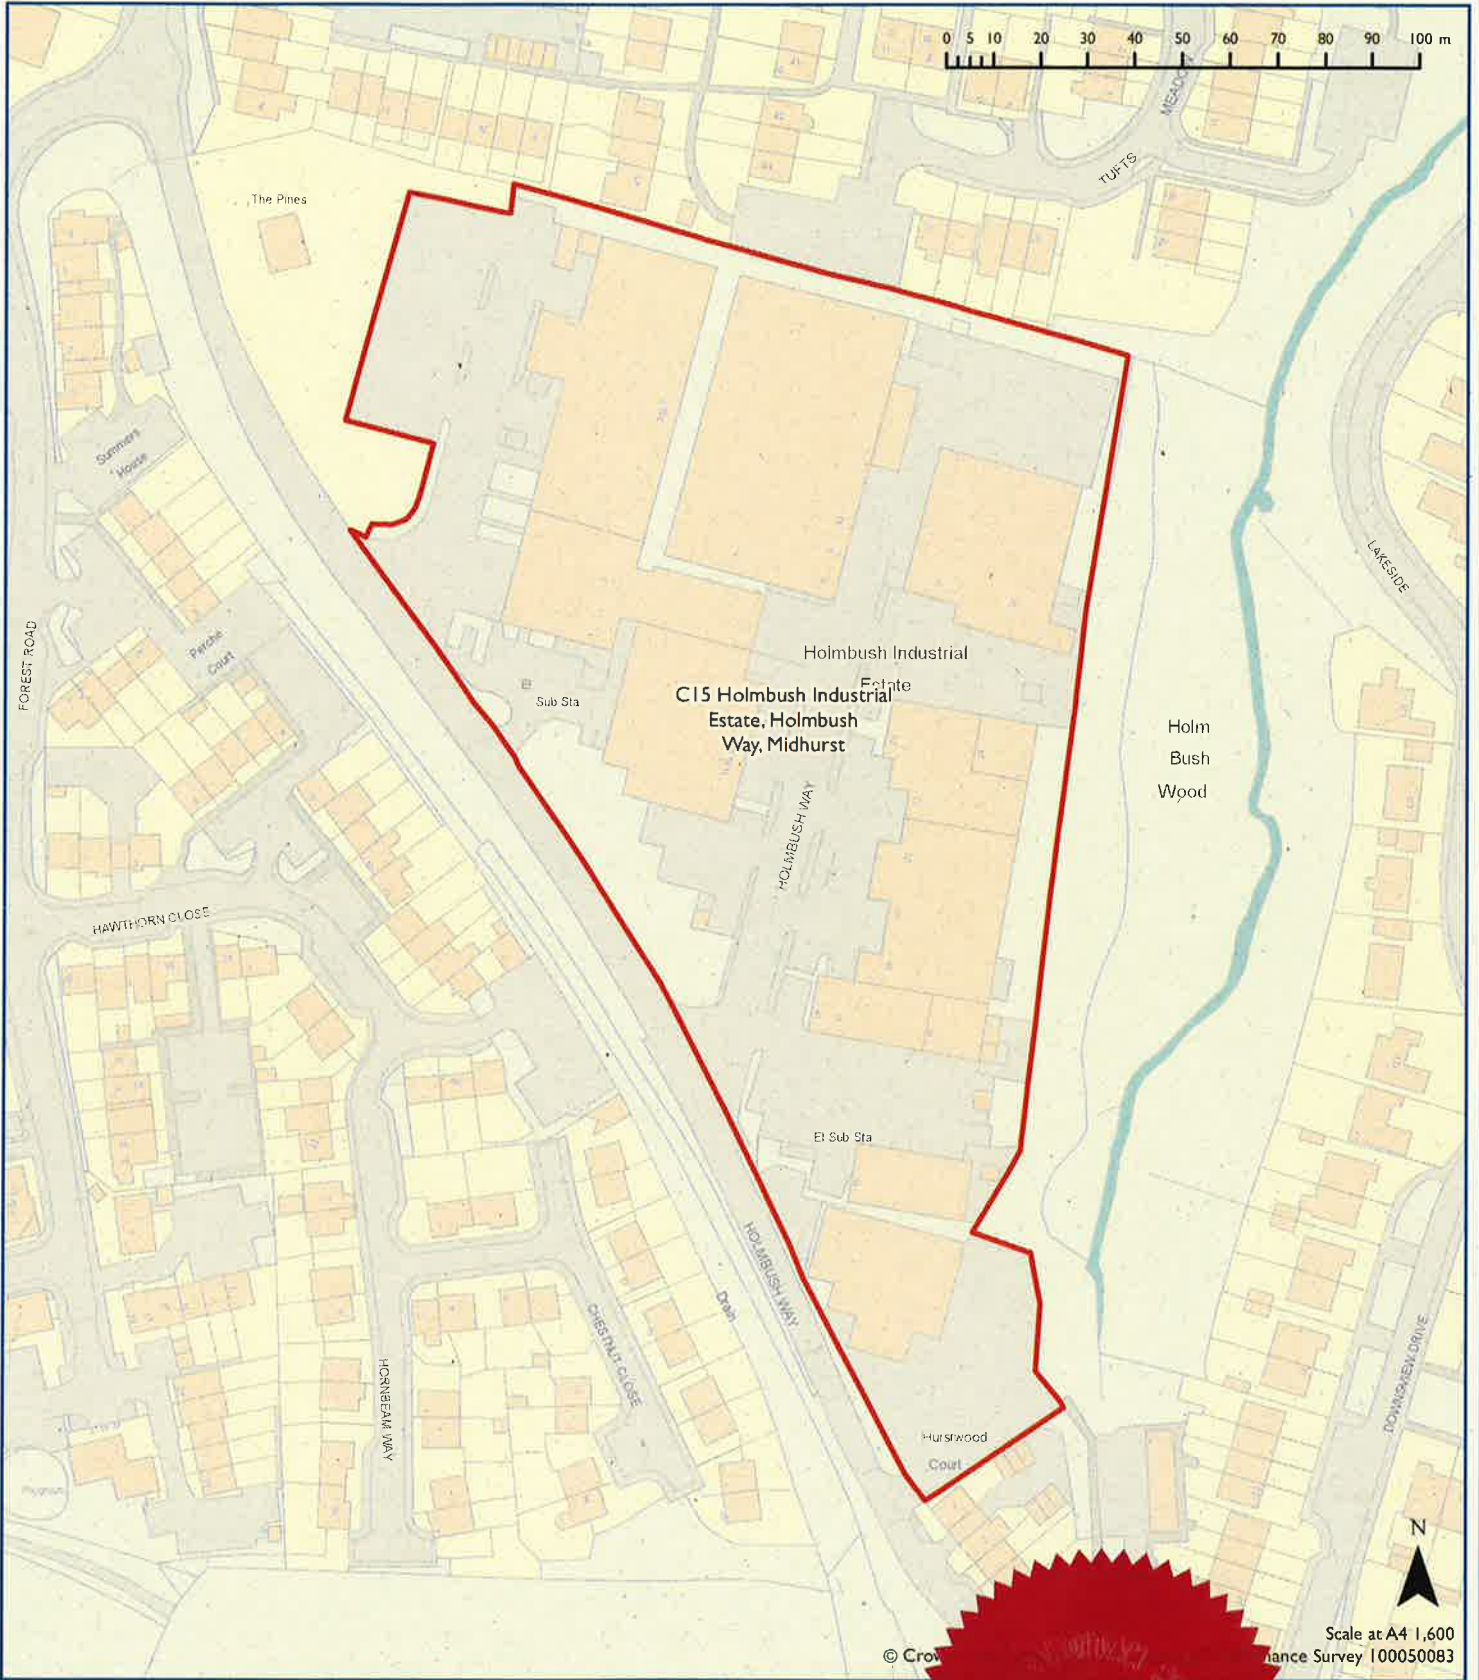 0 5 10 20 30 40 50 60 70 80 90 100 m
MEADOW
TUFTS
The Pines
Summers
House
LAKESIDE
FOREST ROAD
Perche
Court
Holmbush Industrial
Estate
El
Sub Sta
C15 Holmbush Industrial
Estate, Holmbush
Way, Midhurst
Holm
Bush
Wood
HOLMBUSH WAY
HAWTHORN CLOSE
El Sub Sta
HOLMBUSH WAY
Drain
CHESTNUT CLOSE
HORNBEAM WAY
DOWNSVIEW DRIVE
Hurstwood
Court
N
Scale at A4 1,600
© Crow
nance Survey 100050083